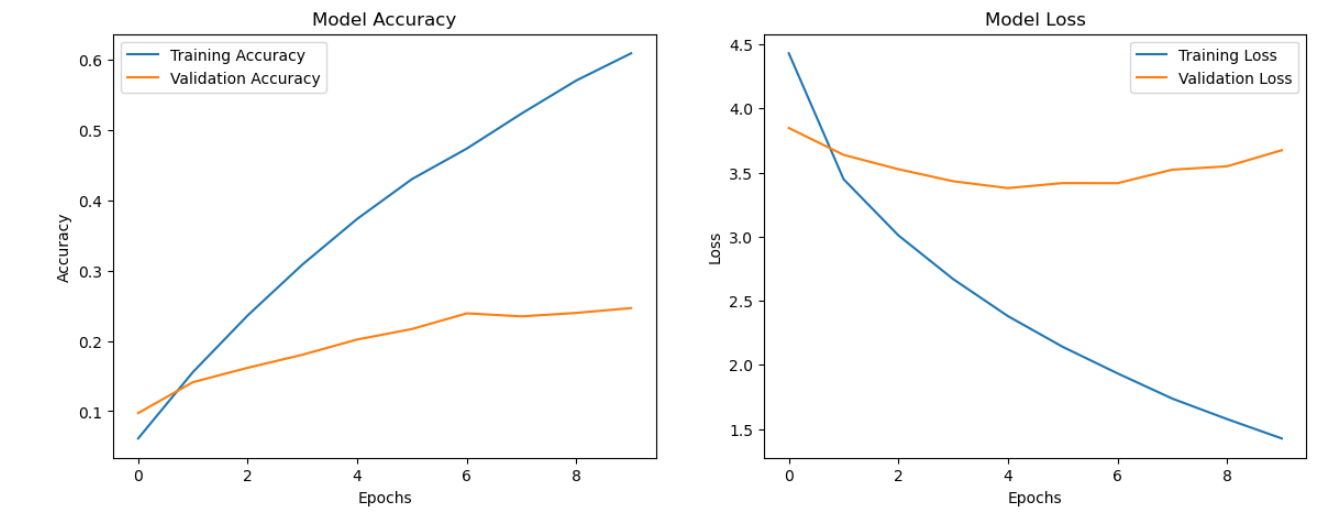 Model Accuracy
Training Accuracy
Validation Accuracy
0.6
0.5
0.4
0.3
0.2
0.1
Accuracy
0 2 4 6 8
Epochs
Model Loss
Training Loss
Validation Loss
4.5
4.0
3.5
3.0
2.5
2.0
1.5
Loss
0 2 4 6 8
Epochs